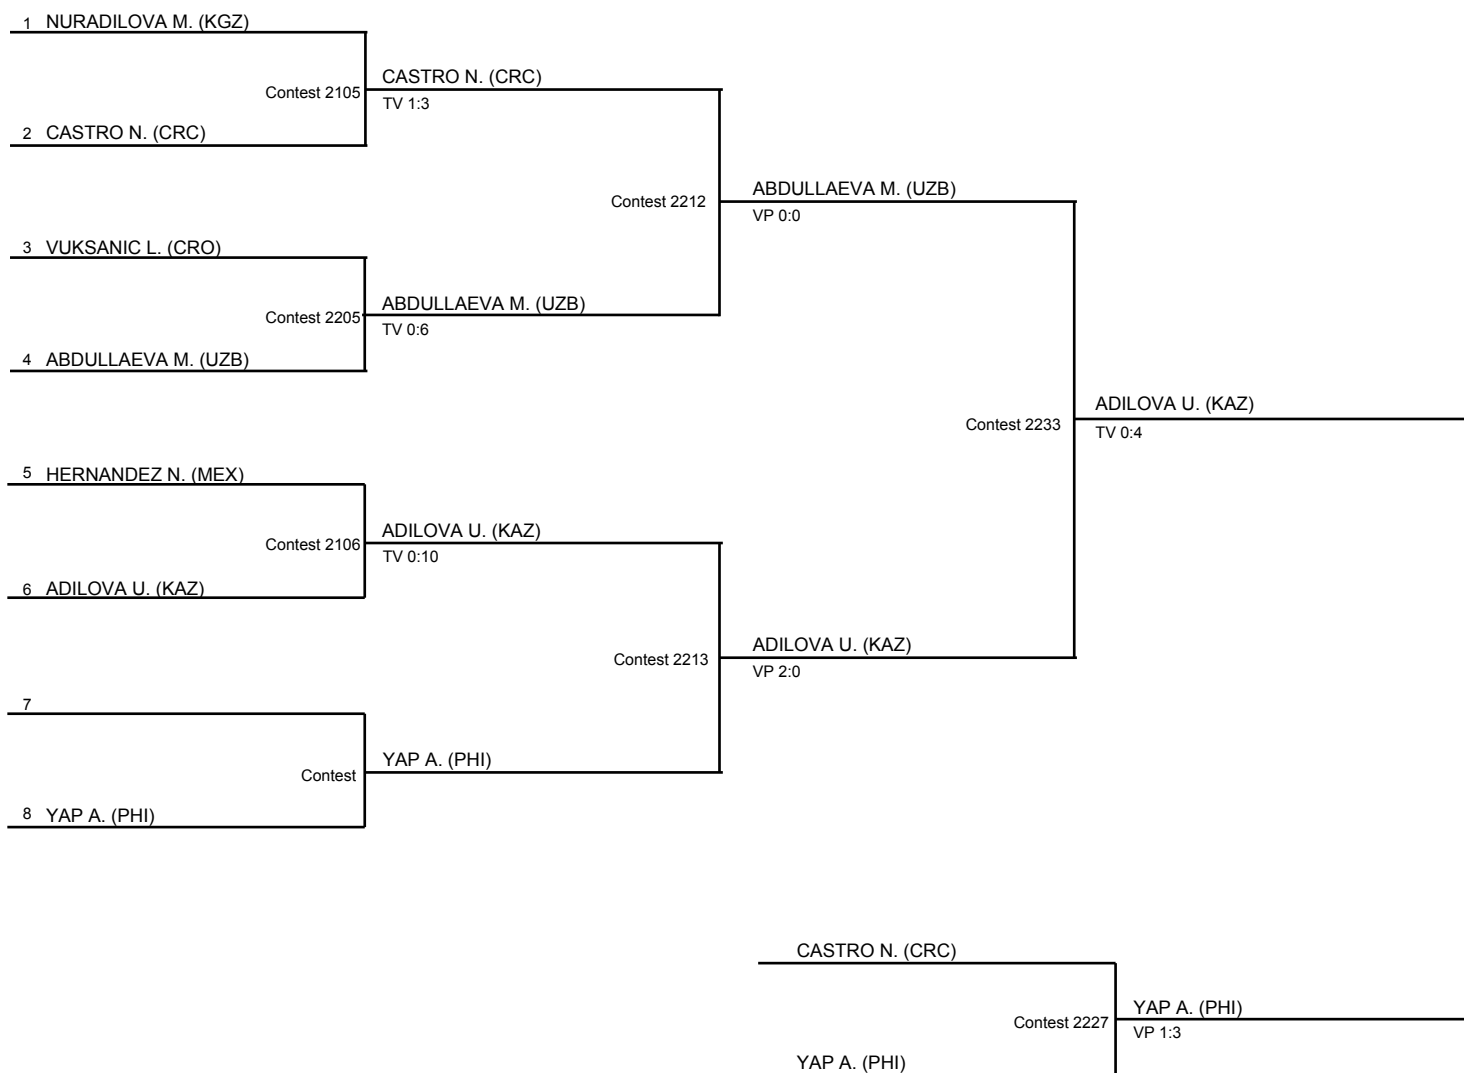 1 NURADILOVA M. (KGZ)
Contest 2105
CASTRO N. (CRC)
TV 1:3
2 CASTRO N. (CRC)
Contest 2212
ABDULLAEVA M. (UZB)
VP 0:0
3 VUKSANIC L. (CRO)
Contest 2205
ABDULLAEVA M. (UZB)
TV 0:6
4 ABDULLAEVA M. (UZB)
Contest 2233
ADILOVA U. (KAZ)
TV 0:4
5 HERNANDEZ N. (MEX)
Contest 2106
ADILOVA U. (KAZ)
TV 0:10
6 ADILOVA U. (KAZ)
Contest 2213
ADILOVA U. (KAZ)
VP 2:0
7
Contest
YAP A. (PHI)
8 YAP A. (PHI)
CASTRO N. (CRC)
Contest 2227
YAP A. (PHI)
VP 1:3
YAP A. (PHI)